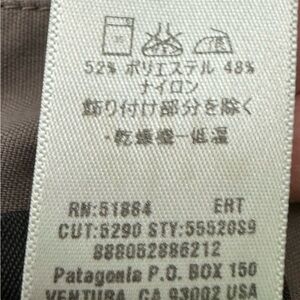 52% ポリエステル 48%
ナイロン
飾り付け部分を除く
・乾燥機ー低温
RN:51884 ERT
CUT:5290 STY:55520S9
888052886212
Patagonia P.O. BOX 150
VENTURA, CA 93002 USA